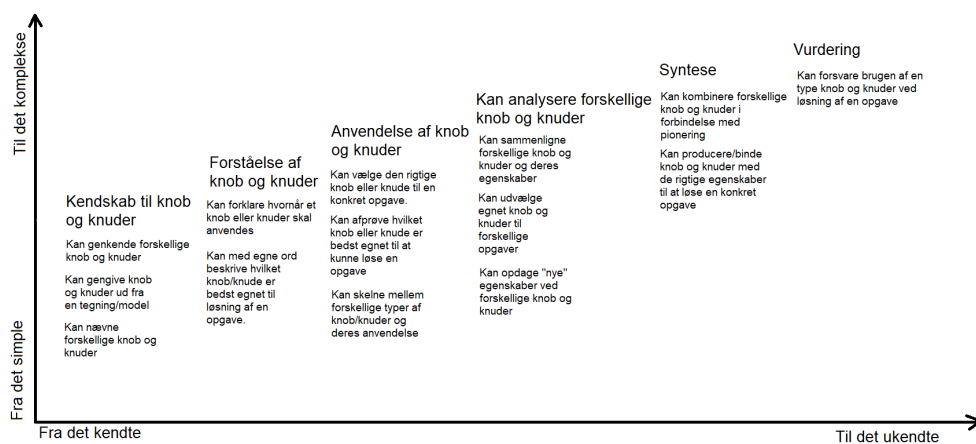 Til det komplekse
Fra det simple
Kendskab til knob
og knuder
Kan genkende forskellige
knob og knuder
Kan gengive knob
og knuder ud fra
en tegning/model
Kan nævne
forskellige knob og
knuder
Forståelse af
knob og knuder
Kan forklare hvornår et
knob eller knuder skal
anvendes
Kan med egne ord
beskrive hvilket
knob/knude er
bedst egnet til
løsning af en
opgave.
Anvendelse af knob
og knuder
Kan vælge den rigtige
knob eller knude til en
konkret opgave.
Kan afprøve hvilket
knob eller knude er
bedst egnet til at
kunne løse en
opgave
Kan skelne mellem
forskellige typer af
knob/knuder og
deres anvendelse
Kan analysere forskellige
knob og knuder
Kan sammenligne
forskellige knob og
knuder og deres
egenskaber
Kan udvælge
egnet knob og
knuder til
forskellige
opgaver
Kan opdage "nye"
egenskaber ved
forskellige knob og
knuder
Syntese
Kan kombinere forskellige
knob og knuder i
forbindelse med
pionering
Kan producere/binde
knob og knuder med
de rigtige egenskaber
til at løse en konkret
opgave
Vurdering
Kan forsvare brugen af en
type knob og knuder ved
løsning af en opgave
Fra det kendte
Til det ukendte